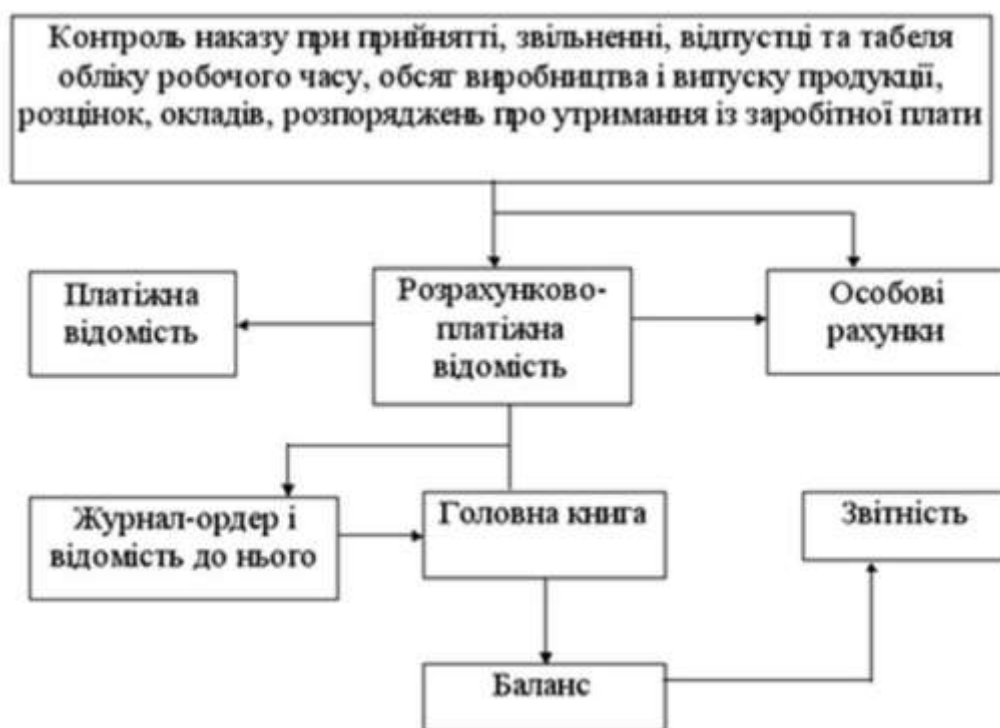 Контроль наказу при прийнятті, звільненні, відпустці та табеля
обліку робочого часу, обсяг виробництва і випуску продукції,
розцінок, окладів, розпоряджень про утримання із заробітної плати
Платіжна
відомість
Розрахунково-
платіжна
відомість
Особові
рахунки
Журнал-ордер і
відомість до нього
Головна книга
Звітність
Баланс